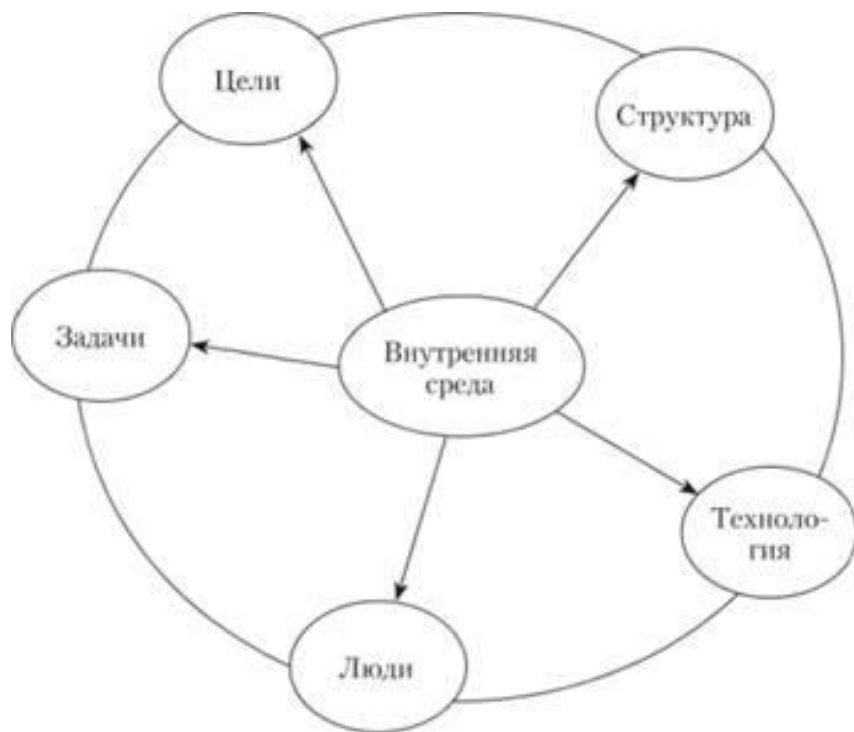 Цели
Структура
Задачи
Внутренняя
среда
Техноло-
гия
Люди